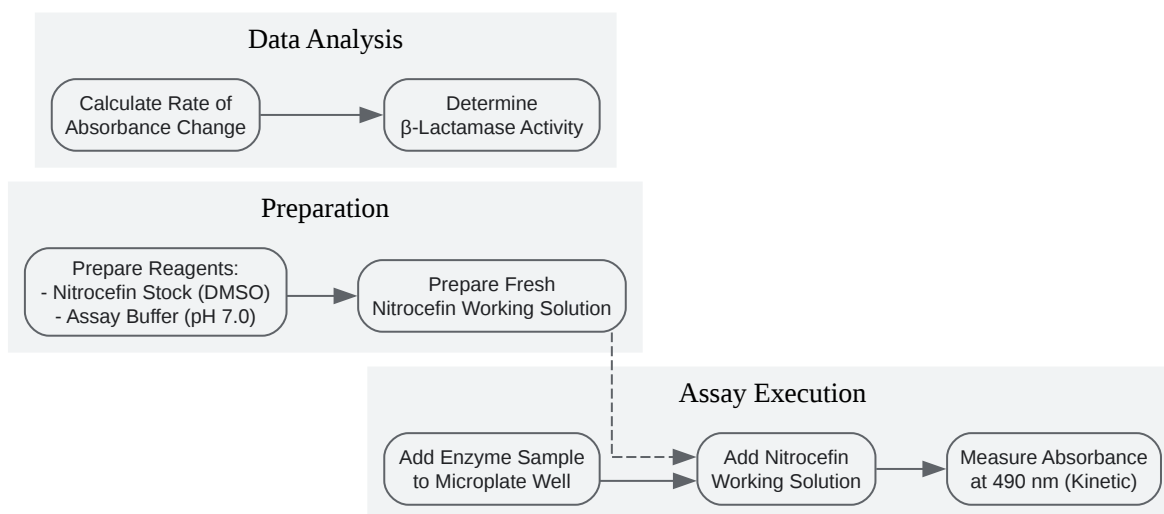 Data Analysis
Calculate Rate of
Absorbance Change
Determine
β-Lactamase Activity
Preparation
Prepare Reagents:
- Nitrocefin Stock (DMSO)
- Assay Buffer (pH 7.0)
Prepare Fresh
Nitrocefin Working Solution
Assay Execution
Add Enzyme Sample
to Microplate Well
Add Nitrocefin
Working Solution
Measure Absorbance
at 490 nm (Kinetic)